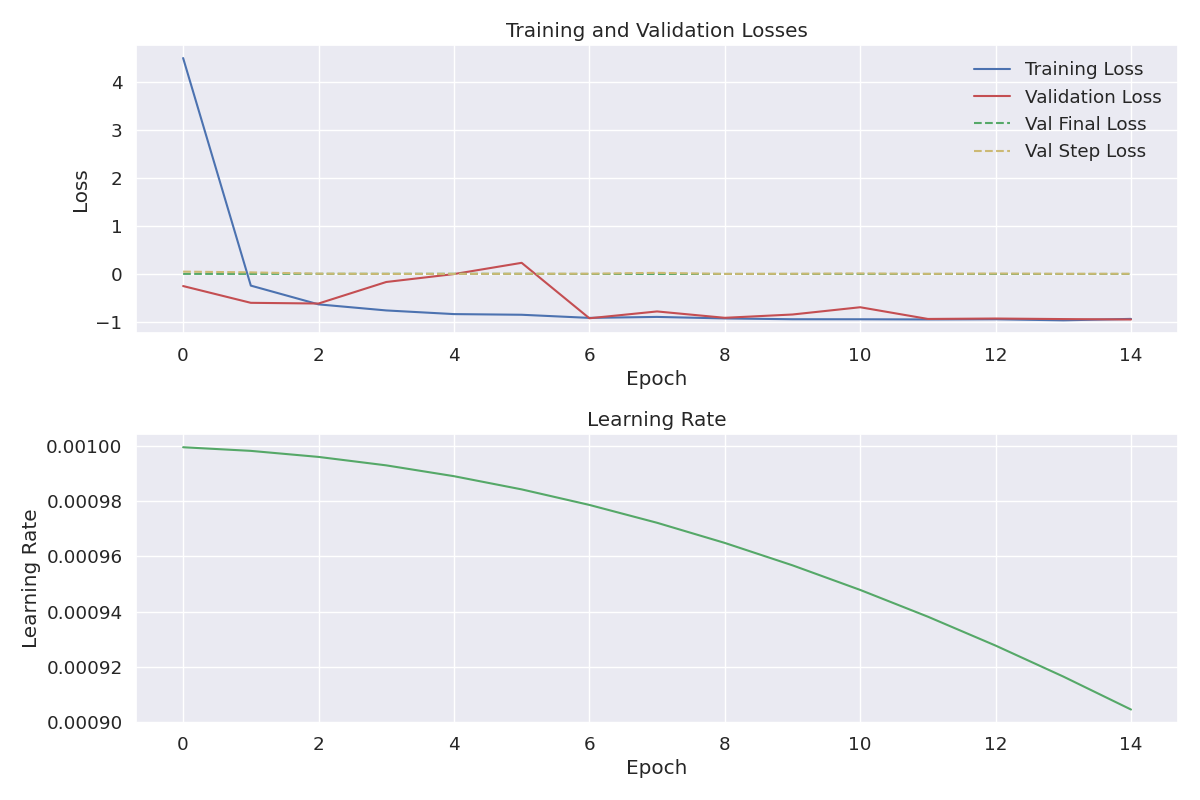 Training and Validation Losses
Training Loss
Validation Loss
Val Final Loss
Val Step Loss
Loss
4
3
2
1
0
−1
0 2 4 6 8 10 12 14
Epoch
Learning Rate
Learning Rate
0.00100
0.00098
0.00096
0.00094
0.00092
0.00090
0 2 4 6 8 10 12 14
Epoch